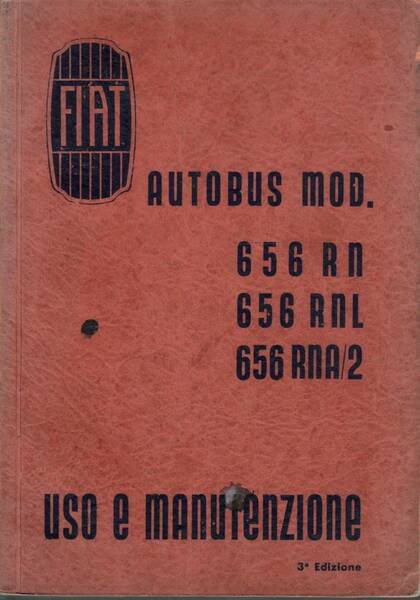 FIAT
AUTOBUS MOD.
656 RN
656 RNL
656 RNA/2
USO e MANUTENZIONE
3ª Edizione